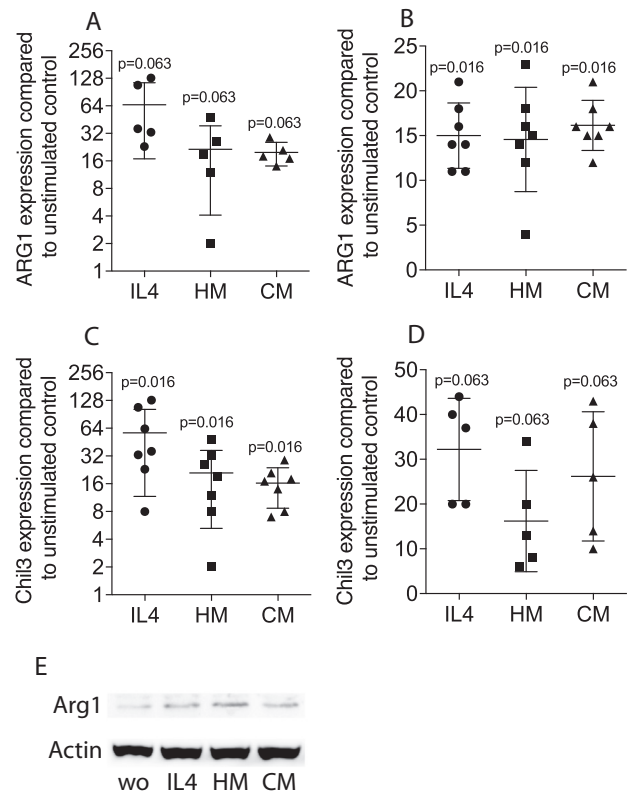 A
ARG1 expression compared
to unstimulated control
256
128
64
32
16
8
4
2
1
p=0.063
p=0.063
p=0.063
IL4 HM CM
B
ARG1 expression compared
to unstimulated control
25
20
15
10
5
0
p=0.016
p=0.016
p=0.016
IL4 HM CM
C
Chil3 expression compared
to unstimulated control
256
128
64
32
16
8
4
2
1
p=0.016
p=0.016
p=0.016
IL4 HM CM
D
Chil3 expression compared
to unstimulated control
50
40
30
20
10
0
p=0.063
p=0.063
p=0.063
IL4 HM CM
E
Arg1
Actin
wo IL4 HM CM